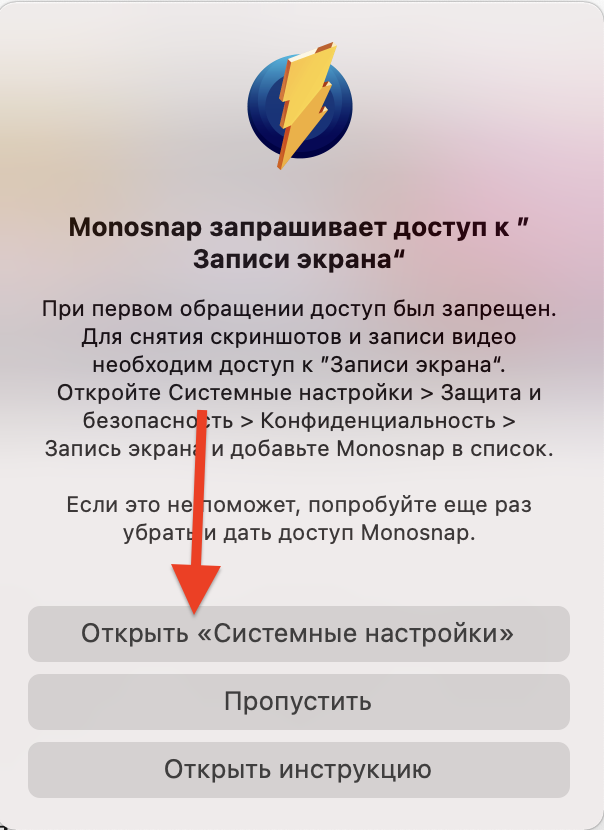 Monosnap запрашивает доступ к ”
Записи экрана“
При первом обращении доступ был запрещен.
Для снятия скриншотов и записи видео
необходим доступ к ”Записи экрана“.
Откройте Системные настройки > Защита и
безопасность > Конфиденциальность >
Запись экрана и добавьте Monosnap в список.
Если это не поможет, попробуйте еще раз
убрать и дать доступ Monosnap.
Открыть «Системные настройки»
Пропустить
Открыть инструкцию